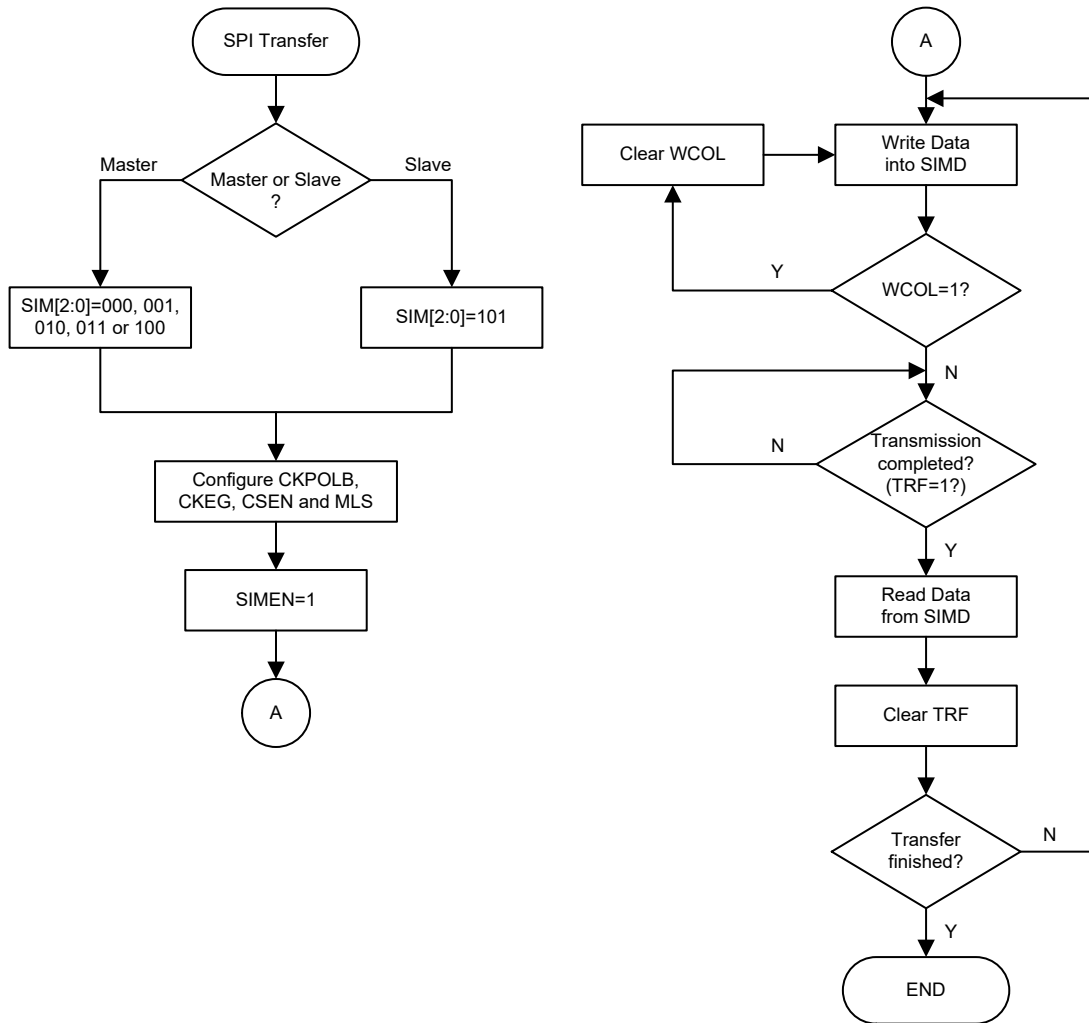 SPI Transfer
Master or Slave
?
Master
Slave
SIM[2:0]=000, 001,
010, 011 or 100
SIM[2:0]=101
Configure CKPOLB,
CKEG, CSEN and MLS
SIMEN=1
A
A
Write Data
into SIMD
Clear WCOL
WCOL=1?
Y
N
Transmission
completed?
(TRF=1?)
N
Y
Read Data
from SIMD
Clear TRF
Transfer
finished?
N
Y
END